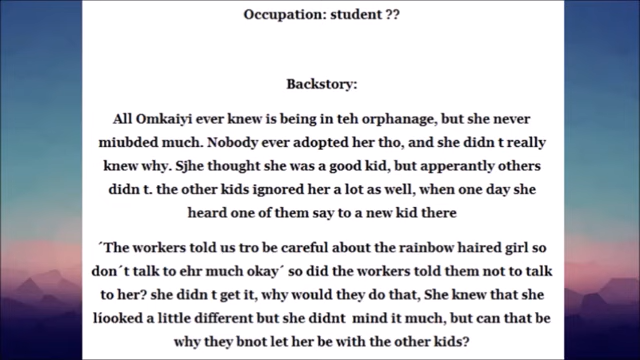 Occupation: student ??
Backstory:
All Omkaiyi ever knew is being in teh orphanage, but she never
miubded much. Nobody ever adopted her tho, and she didn t really
knew why. Sjhe thought she was a good kid, but apperantly others
didn t. the other kids ignored her a lot as well, when one day she
heard one of them say to a new kid there
´The workers told us tro be careful about the rainbow haired girl so
don´t talk to ehr much okay´ so did the workers told them not to talk
to her? she didn t get it, why would they do that, She knew that she
líooked a little different but she didnt  mind it much, but can that be
why they bnot let her be with the other kids?